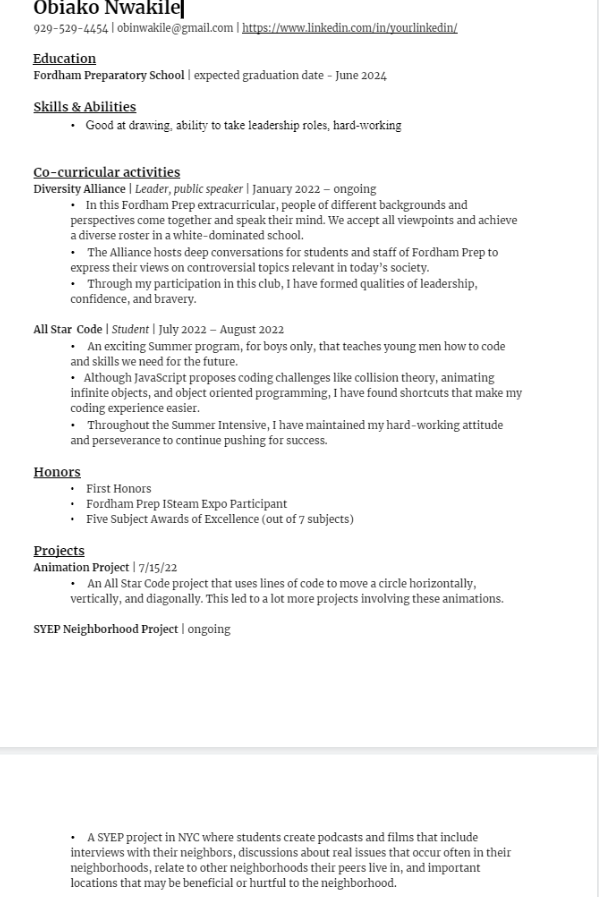 Obiako Nwakile
929-529-4454 | obinwakile@gmail.com | https://www.linkedin.com/in/yourlinkedin/
Education
Fordham Preparatory School | expected graduation date - June 2024
Skills & Abilities
• Good at drawing, ability to take leadership roles, hard-working
Co-curricular activities
Diversity Alliance | Leader, public speaker | January 2022 – ongoing
• In this Fordham Prep extracurricular, people of different backgrounds and
perspectives come together and speak their mind. We accept all viewpoints and achieve
a diverse roster in a white-dominated school.
• The Alliance hosts deep conversations for students and staff of Fordham Prep to
express their views on controversial topics relevant in today's society.
• Through my participation in this club, I have formed qualities of leadership,
confidence, and bravery.
All Star Code | Student | July 2022 – August 2022
• An exciting Summer program, for boys only, that teaches young men how to code
and skills we need for the future.
• Although JavaScript proposes coding challenges like collision theory, animating
infinite objects, and object oriented programming, I have found shortcuts that make my
coding experience easier.
• Throughout the Summer Intensive, I have maintained my hard-working attitude
and perseverance to continue pushing for success.
Honors
• First Honors
• Fordham Prep ISteam Expo Participant
• Five Subject Awards of Excellence (out of 7 subjects)
Projects
Animation Project | 7/15/22
• An All Star Code project that uses lines of code to move a circle horizontally,
vertically, and diagonally. This led to a lot more projects involving these animations.
SYEP Neighborhood Project | ongoing
• A SYEP project in NYC where students create podcasts and films that include
interviews with their neighbors, discussions about real issues that occur often in their
neighborhoods, relate to other neighborhoods their peers live in, and important
locations that may be beneficial or hurtful to the neighborhood.